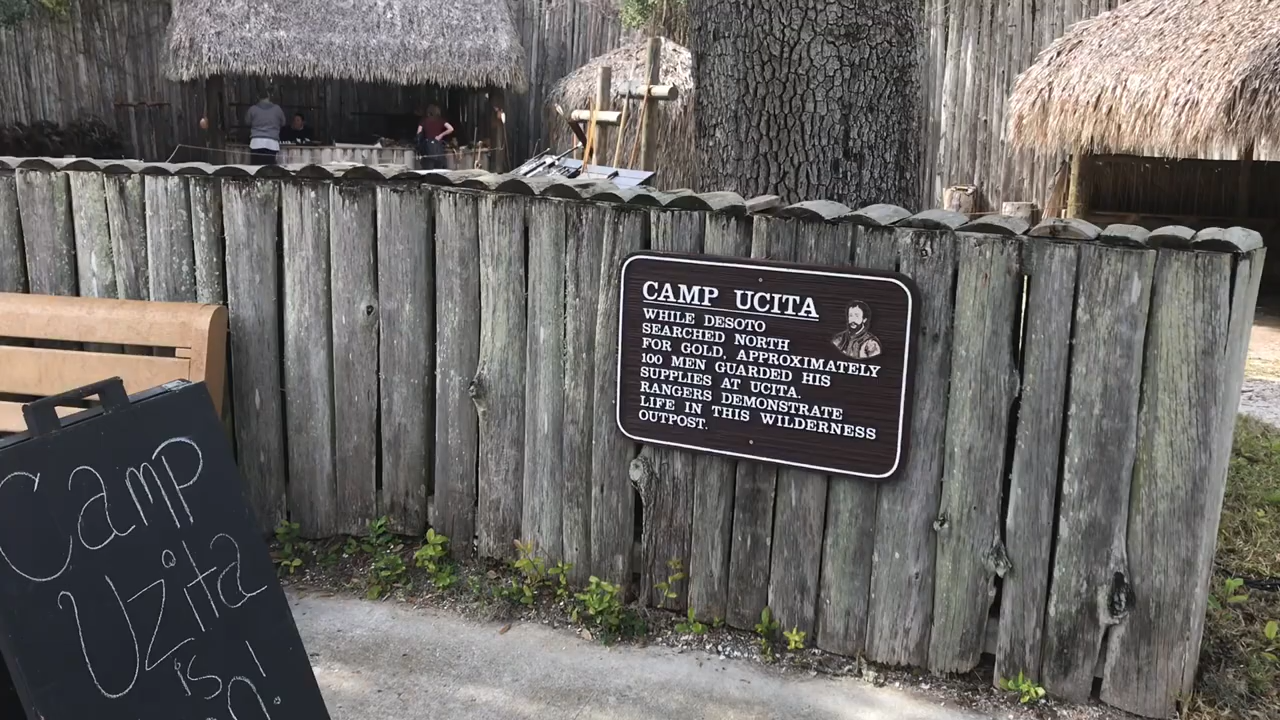 CAMP UCITA
WHILE DESOTO
SEARCHED NORTH
FOR GOLD, APPROXIMATELY
100 MEN GUARDED HIS
SUPPLIES AT UCITA.
RANGERS DEMONSTRATE
LIFE IN THIS WILDERNESS
OUTPOST.
Camp
Uzita
is